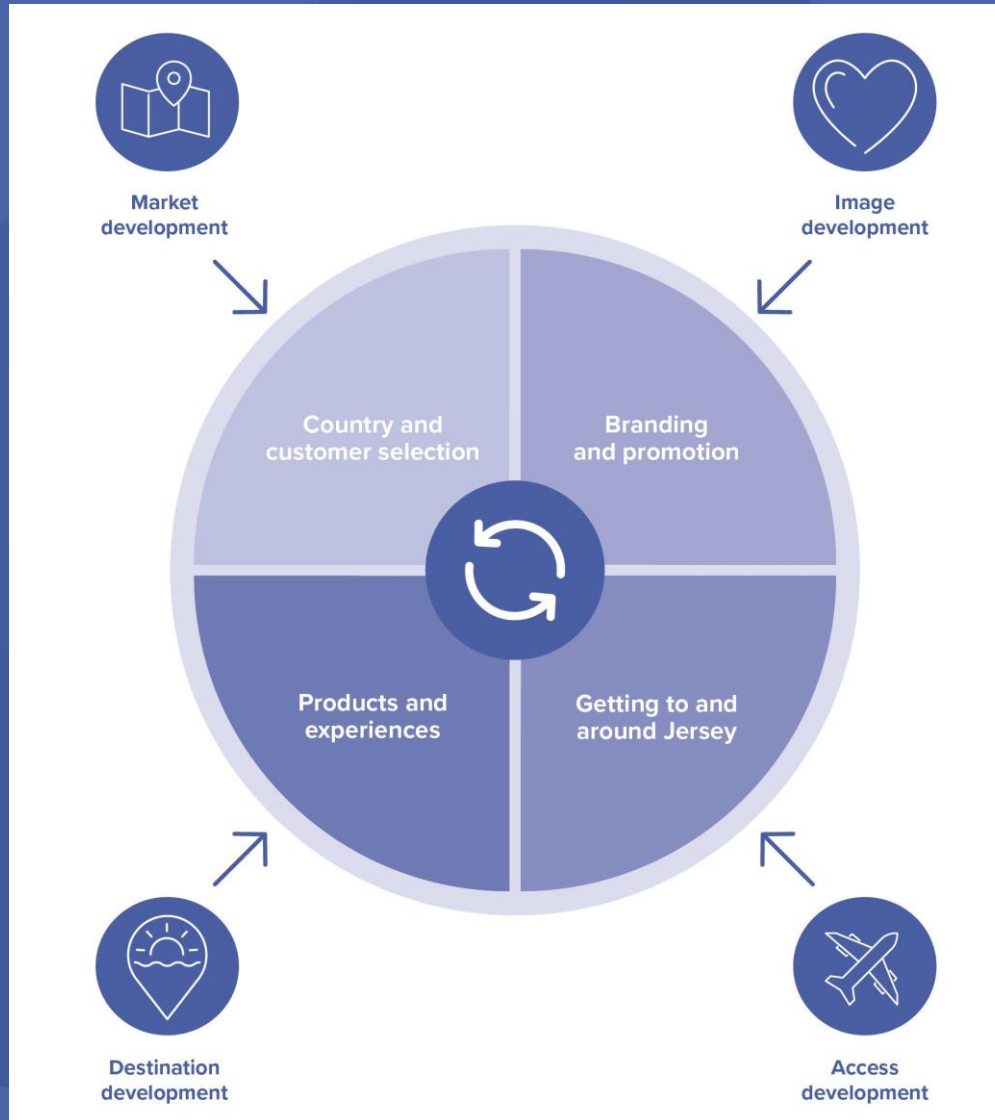 Market
development
Image
development
Country and
customer selection
Branding
and promotion
Products and
experiences
Getting to and
around Jersey
Destination
development
Access
development